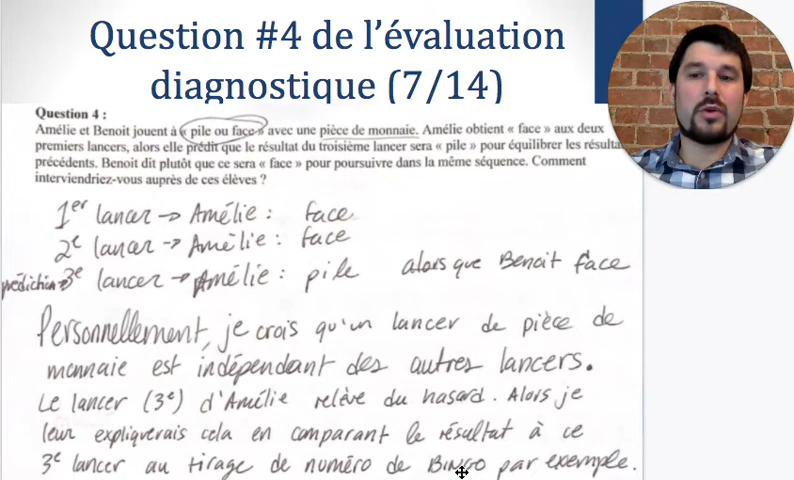 Question #4 de l'évaluation
diagnostique (7/14)
Question 4 :
Amélie et Benoit jouent à « pile ou face » avec une pièce de monnaie. Amélie obtient « face » aux deux
premiers lancers, alors elle prédit que le résultat du troisième lancer sera « pile » pour équilibrer les résulta
précédents. Benoit dit plutôt que ce sera « face » pour poursuivre dans la même séquence. Comment
interviendriez-vous auprès de ces élèves ?
1er lancer → Amélie : face
2e lancer → Amélie : face
prédiction → 3e lancer → Amélie : pile alors que Benoit face
Personnellement, je crois qu'un lancer de pièce de
monnaie est indépendant des autres lancers.
Le lancer (3e) d'Amélie relève du hasard. Alors je
leur expliquerais cela en comparant le résultat à ce
3e lancer au tirage de numéro de BINGO par exemple.